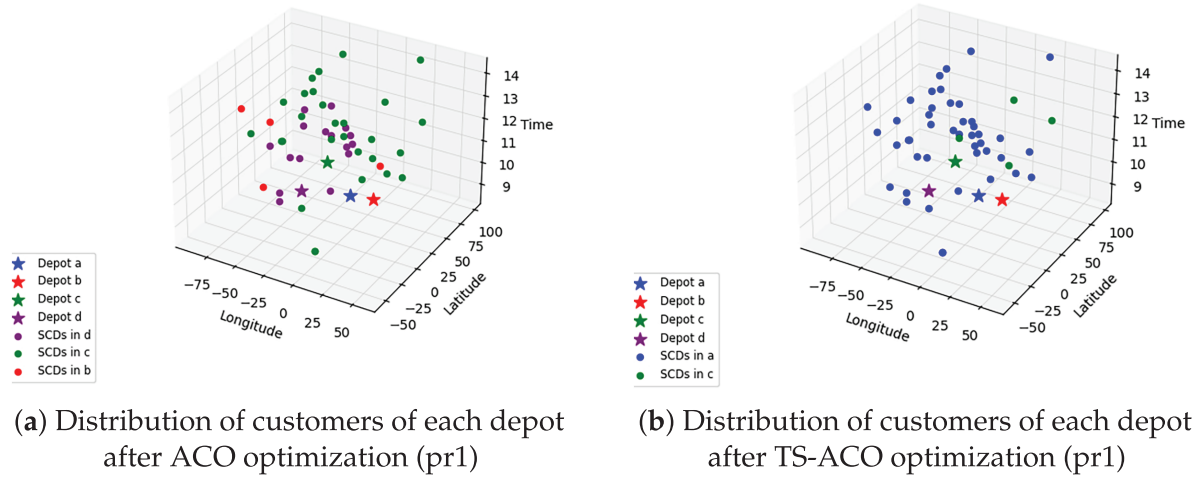 14
13
12
11
10
9
Time
100
75
50
25
0
−25
−50
Latitude
−75
−50
−25
0
25
50
Longitude
Depot a
Depot b
Depot c
Depot d
SCDs in d
SCDs in c
SCDs in b
(a) Distribution of customers of each depot
after ACO optimization (pr1)
14
13
12
11
10
9
Time
100
75
50
25
0
−25
−50
Latitude
−75
−50
−25
0
25
50
Longitude
Depot a
Depot b
Depot c
Depot d
SCDs in a
SCDs in c
(b) Distribution of customers of each depot
after TS-ACO optimization (pr1)